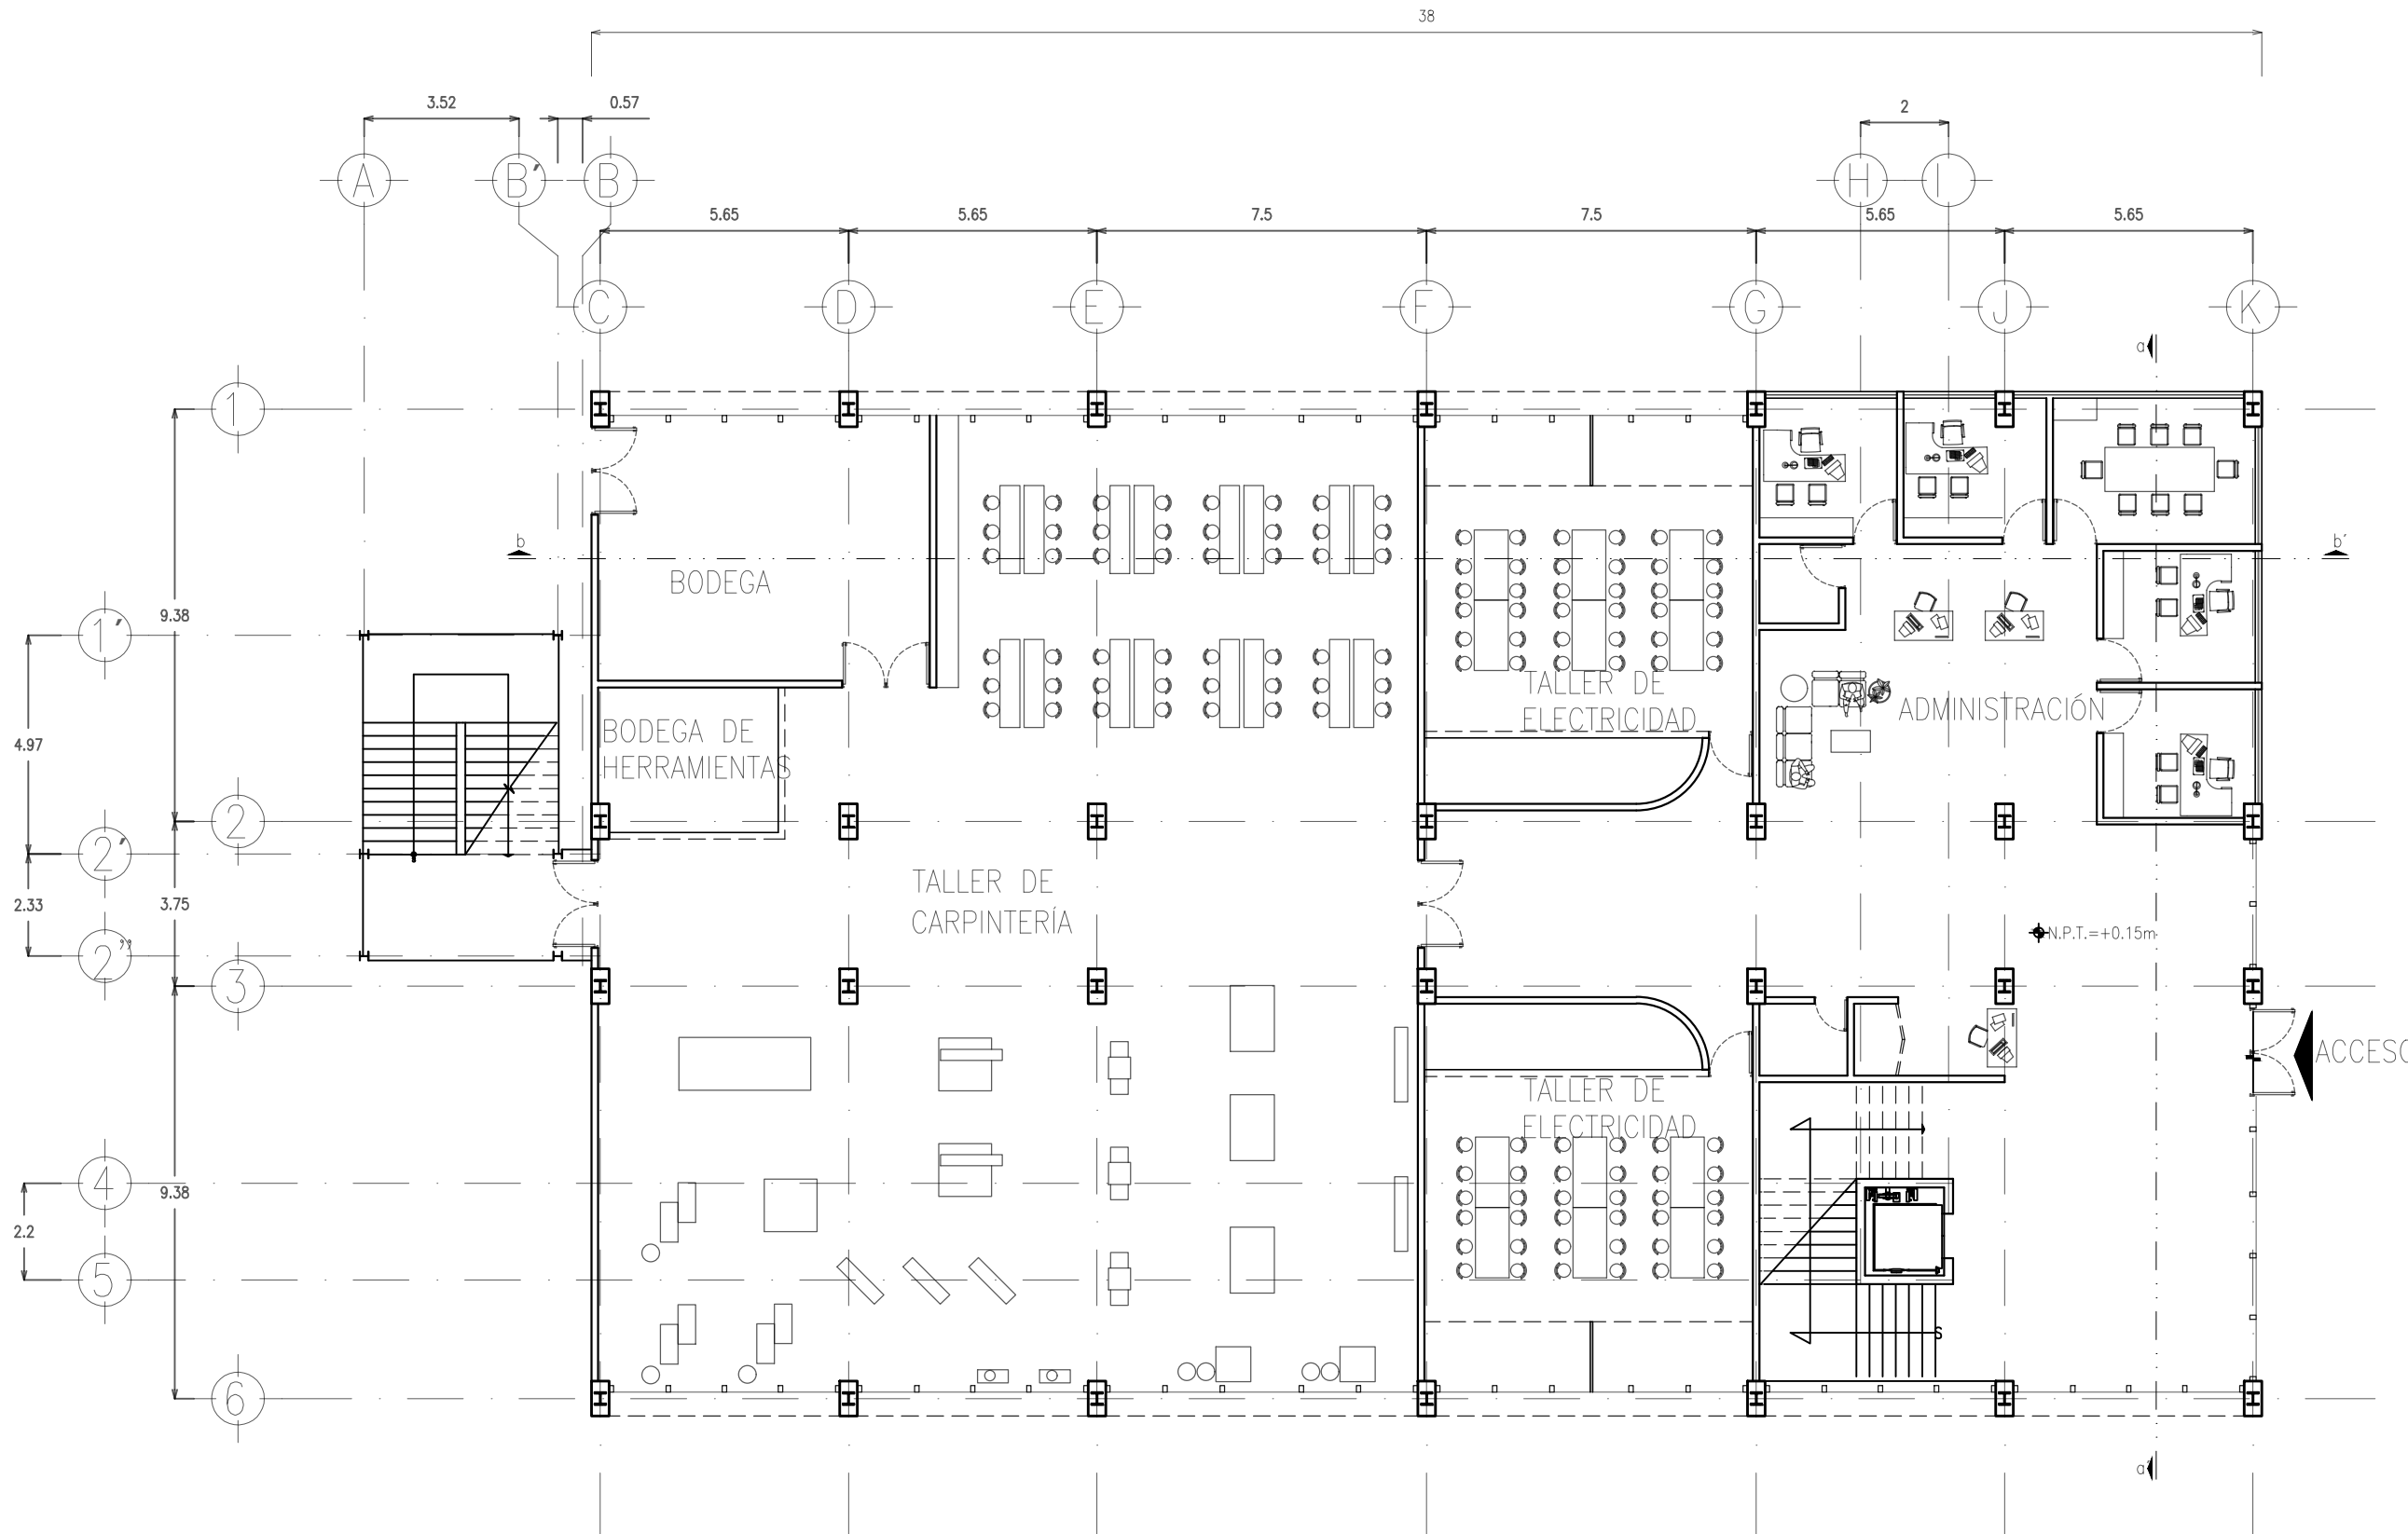 38
3.52
0.57
2
A
B'
B
H
I
5.65
5.65
7.5
7.5
5.65
5.65
C
D
E
F
G
J
K
a
1
b
b'
BODEGA
9.38
1'
TALLER DE
ELECTRICIDAD
ADMINISTRACIÓN
BODEGA DE
HERRAMIENTAS
4.97
2
2'
TALLER DE
CARPINTERÍA
2.33
3.75
N.P.T.=+0.15m
2''
3
ACCESO
TALLER DE
ELECTRICIDAD
4
9.38
2.2
5
S
6
a'